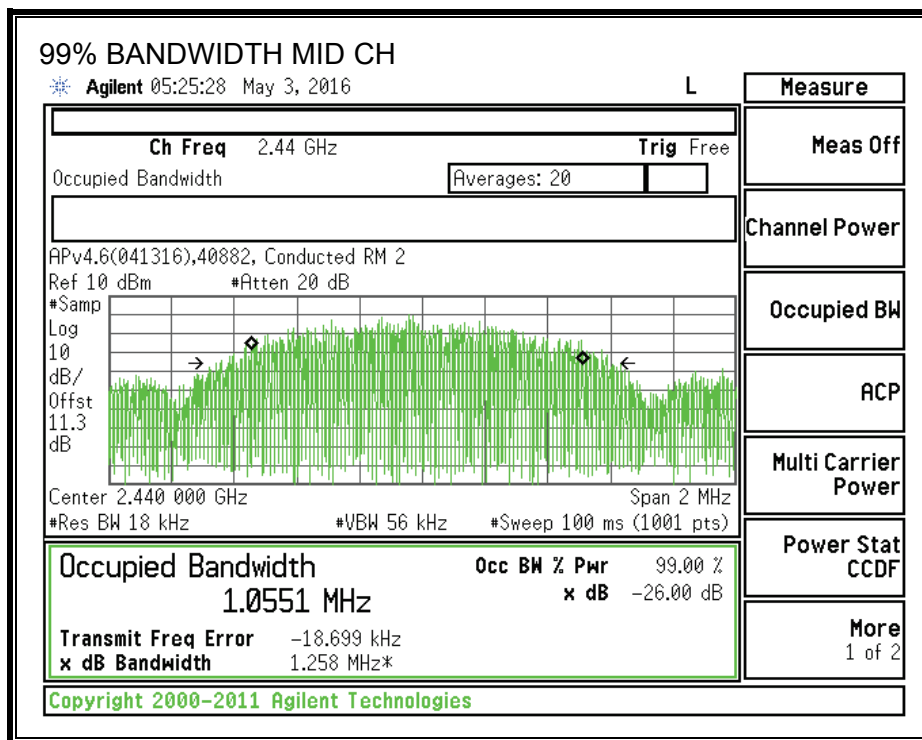 99% BANDWIDTH MID CH
Agilent 05:25:28 May 3, 2016 L
Measure
Ch Freq 2.44 GHz Trig Free
Meas Off
Occupied Bandwidth Averages: 20
Channel Power
APv4.6(041316),40882, Conducted RM 2
Ref 10 dBm #Atten 20 dB
Occupied BW
#Samp
Log
10
dB/
Offst
11.3
dB
ACP
Multi Carrier
Power
Center 2.440 000 GHz Span 2 MHz
#Res BW 18 kHz #VBW 56 kHz #Sweep 100 ms (1001 pts)
Power Stat
CCDF
Occupied Bandwidth Occ BW % Pwr 99.00 %
1.0551 MHz x dB -26.00 dB
Transmit Freq Error -18.699 kHz
x dB Bandwidth 1.258 MHz*
More
1 of 2
Copyright 2000-2011 Agilent Technologies